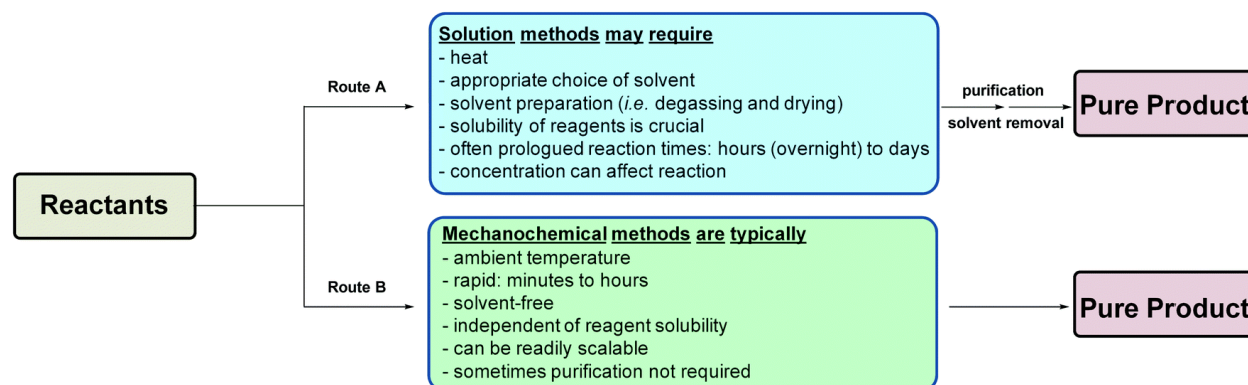 Reactants
Route A
Solution methods may require
- heat
- appropriate choice of solvent
- solvent preparation (i.e. degassing and drying)
- solubility of reagents is crucial
- often prologued reaction times: hours (overnight) to days
- concentration can affect reaction
purification
solvent removal
Pure Product
Route B
Mechanochemical methods are typically
- ambient temperature
- rapid: minutes to hours
- solvent-free
- independent of reagent solubility
- can be readily scalable
- sometimes purification not required
Pure Product